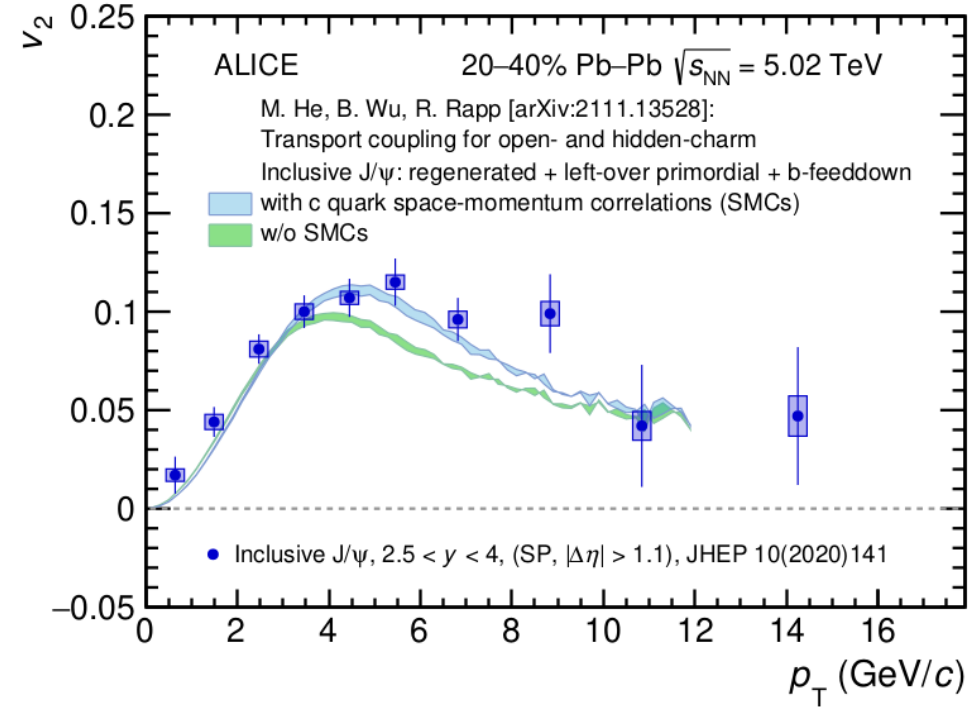 v₂
0.25
0.2
0.15
0.1
0.05
0
−0.05
ALICE 20–40% Pb–Pb √sNN = 5.02 TeV
M. He, B. Wu, R. Rapp [arXiv:2111.13528]:
Transport coupling for open- and hidden-charm
Inclusive J/ψ: regenerated + left-over primordial + b-feeddown
with c quark space-momentum correlations (SMCs)
w/o SMCs
Inclusive J/ψ, 2.5 < y < 4, (SP, |Δη| > 1.1), JHEP 10(2020)141
0 2 4 6 8 10 12 14 16
pT (GeV/c)